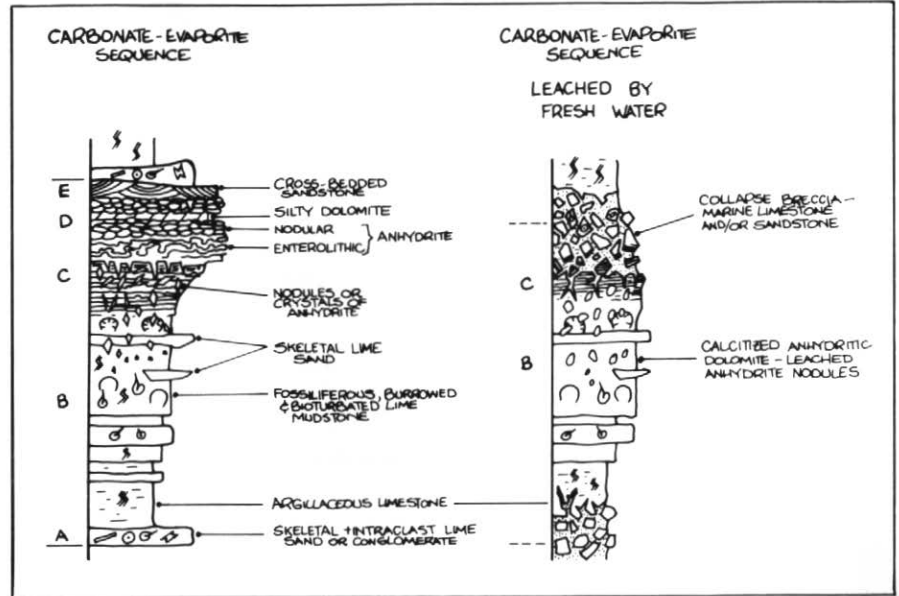 CARBONATE-EVAPORITE
SEQUENCE
CARBONATE-EVAPORITE
SEQUENCE
LEACHED BY
FRESH WATER
E
D
C
B
A
CROSS-BEDDED
SANDSTONE
SILTY DOLOMITE
NODULAR
ENTEROLITHIC
} ANHYDRITE
NODULES OR
CRYSTALS OF
ANHYDRITE
SKELETAL LIME
SAND
FOSSILIFEROUS, BURROWED
& BIOTURBATED LIME
MUDSTONE
ARGILLACEOUS LIMESTONE
SKELETAL + INTRACLAST LIME
SAND OR CONGLOMERATE
C
B
COLLAPSE BRECCIA-
MARINE LIMESTONE
AND/OR SANDSTONE
CALCITIZED ANHYDRITIC
DOLOMITE - LEACHED
ANHYDRITE NODULES